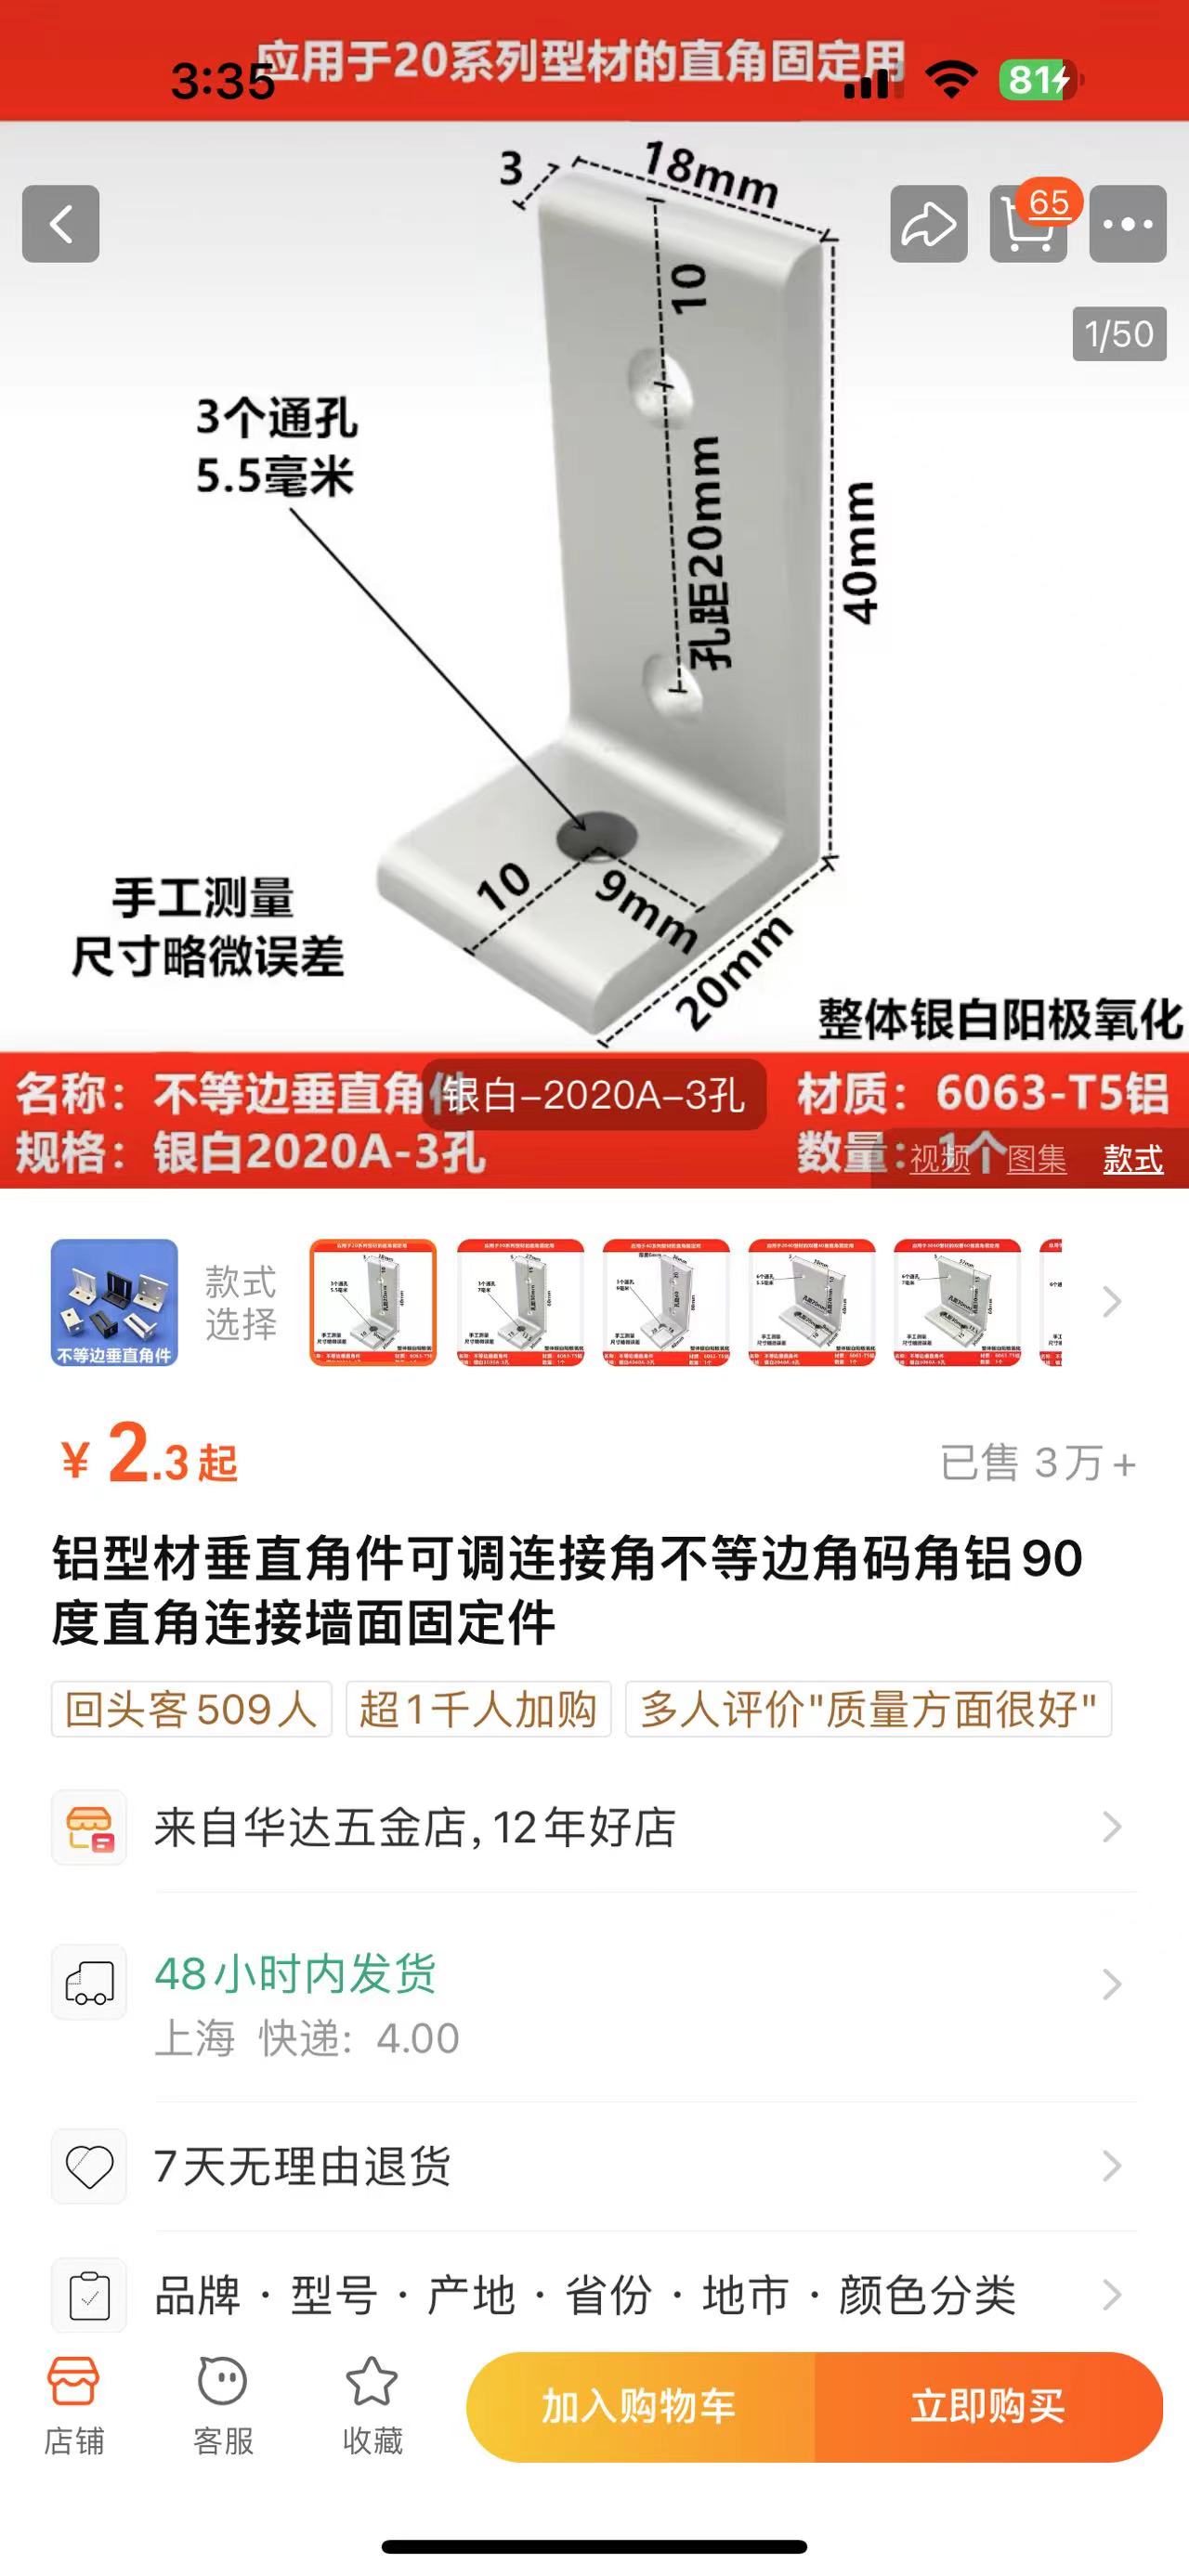 应用于20系列型材的直角固定用
3:35
81
3
18mm
65
10
1/50
3个通孔
5.5毫米
孔距20mm
40mm
10
9mm
手工测量
尺寸略微误差
20mm
整体银白阳极氧化
名称：不等边垂直角件
银白-2020A-3孔
材质：6063-T5铝
规格：银白2020A-3孔
数量：1个
视频
图集
款式
不等边垂直角件
款式
选择
¥2.3起
已售 3万+
铝型材垂直角件可调连接角不等边角码角铝90
度直角连接墙面固定件
回头客509人
超1千人加购
多人评价"质量方面很好"
来自华达五金店, 12年好店
48小时内发货
上海 快递: 4.00
7天无理由退货
品牌 · 型号 · 产地 · 省份 · 地市 · 颜色分类
店铺
客服
收藏
加入购物车
立即购买